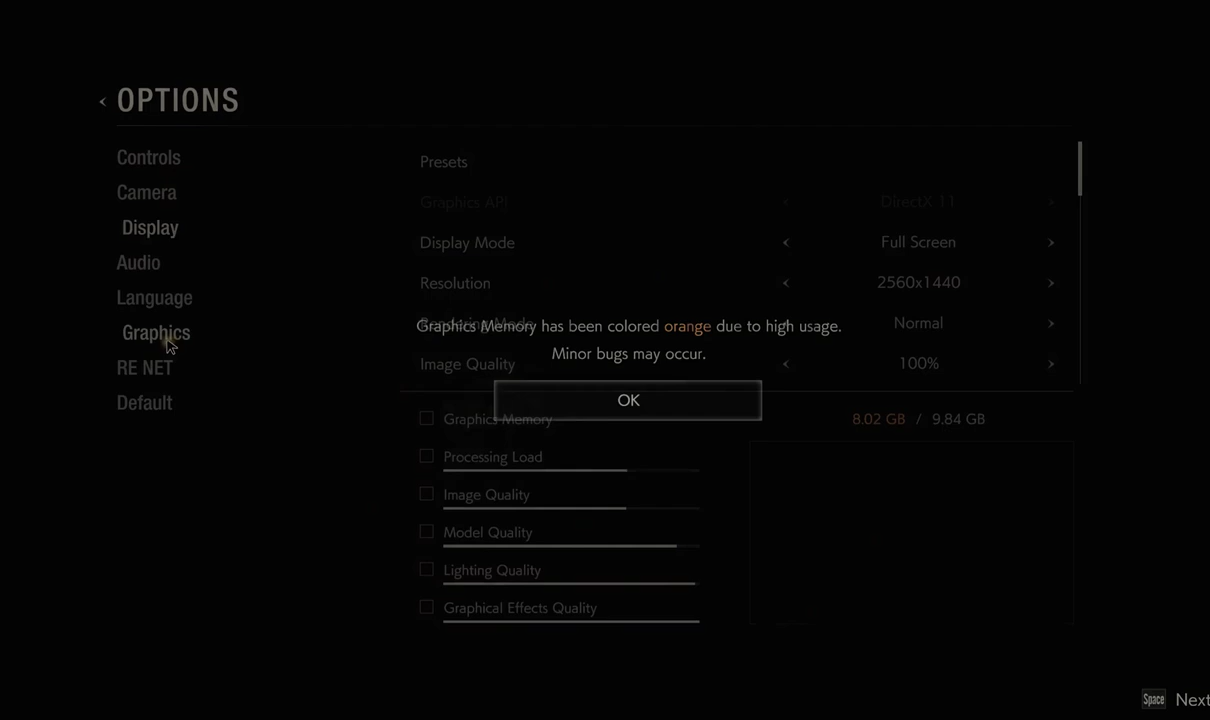 OPTIONS
Controls
Camera
Display
Audio
Language
Graphics
RE NET
Default
Presets
Graphics API DirectX 11
Display Mode Full Screen
Resolution 2560x1440
Rendering Mode Normal
Image Quality 100%
Graphics Memory has been colored orange due to high usage.
Minor bugs may occur.
OK
Graphics Memory 8.02 GB / 9.84 GB
Processing Load
Image Quality
Model Quality
Lighting Quality
Graphical Effects Quality
Space Next